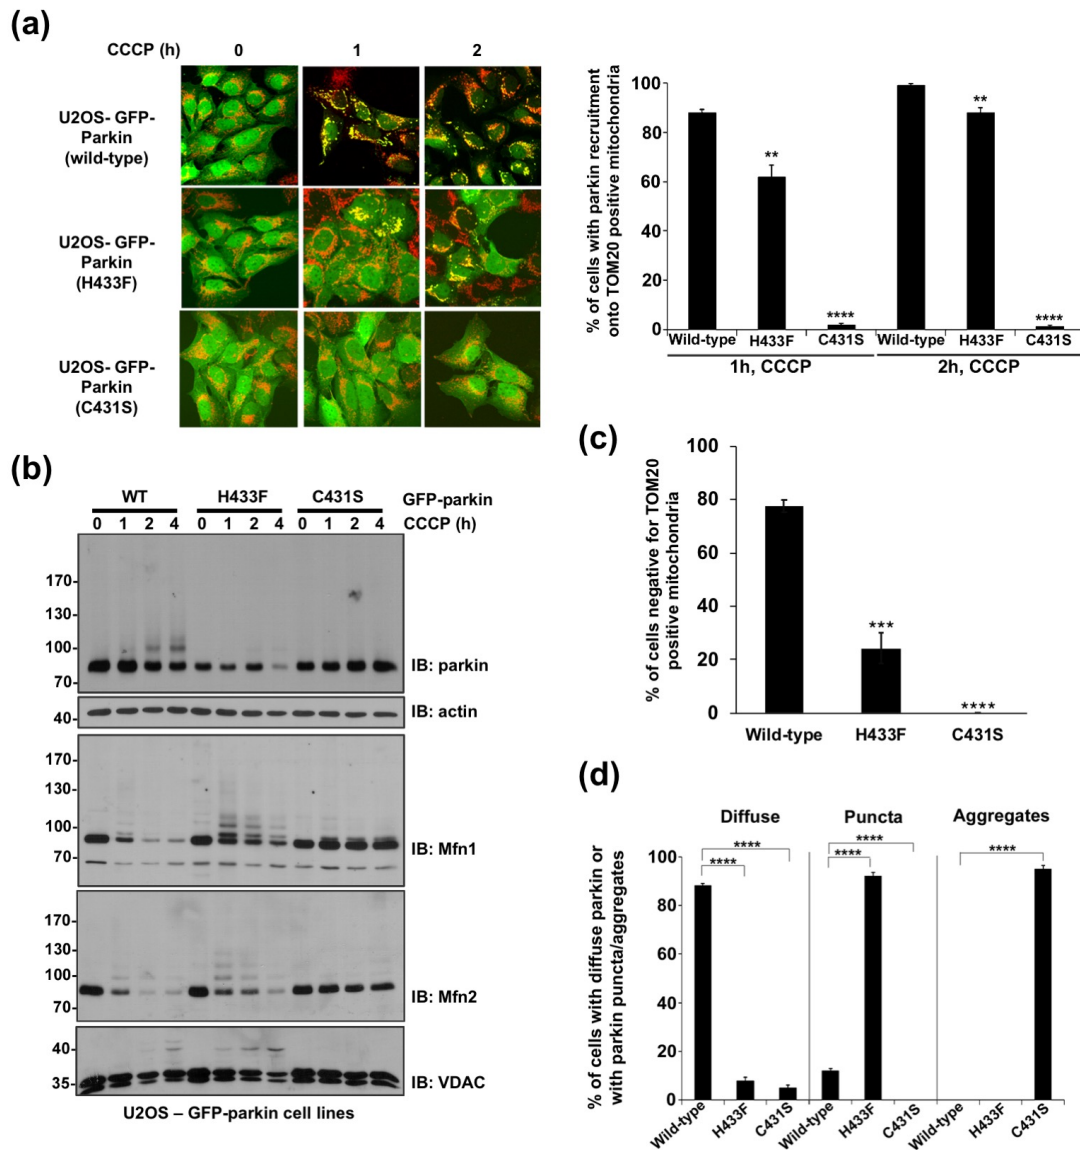 (a)
CCCP (h) 0 1 2
U2OS- GFP-
Parkin
(wild-type)
U2OS- GFP-
Parkin
(H433F)
U2OS- GFP-
Parkin
(C431S)
% of cells with parkin recruitment
onto TOM20 positive mitochondria
100
80
60
40
20
0
**
****
**
****
Wild-type H433F C431S Wild-type H433F C431S
1h, CCCP 2h, CCCP
(b)
WT H433F C431S GFP-parkin
0 1 2 4 0 1 2 4 0 1 2 4 CCCP (h)
170-
130-
100-
70-
IB: parkin
40-
IB: actin
170-
130-
100-
70-
IB: Mfn1
170-
130-
100-
70-
IB: Mfn2
40-
35-
IB: VDAC
U2OS – GFP-parkin cell lines
(c)
% of cells negative for TOM20
positive mitochondria
100
80
60
40
20
0
***
****
Wild-type H433F C431S
(d)
Diffuse Puncta Aggregates
% of cells with diffuse parkin or
with parkin puncta/aggregates
100
80
60
40
20
0
****
****
****
****
****
Wild-type H433F C431S Wild-type H433F C431S Wild-type H433F C431S